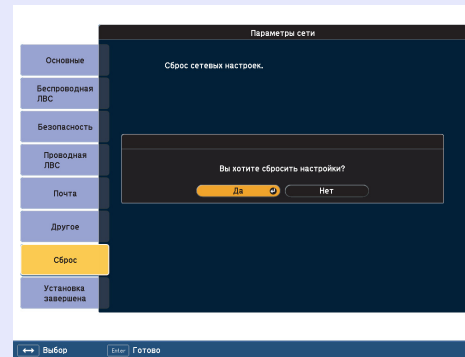 Параметры сети
Основные
Сброс сетевых настроек.
Беспроводная
ЛВС
Безопасность
Проводная
ЛВС
Вы хотите сбросить настройки?
Да
Нет
Почта
Другое
Сброс
Установка
завершена
Выбор
Enter Готово